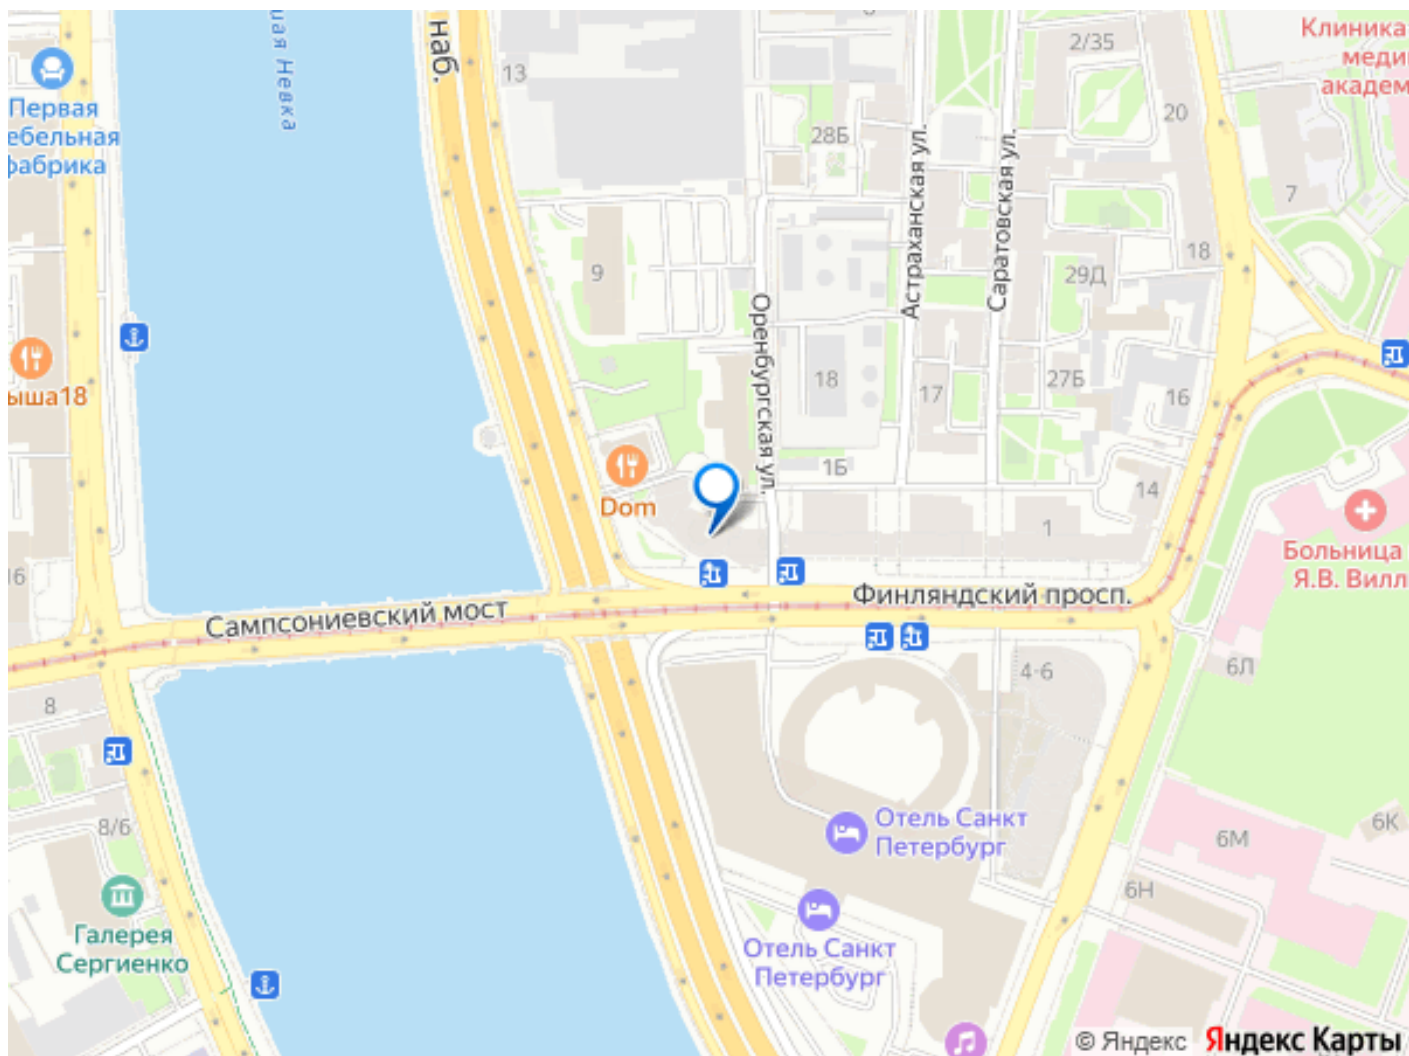 Клиника
меди
академ
2/35
20
наб.
шая Невка
13
Первая
ебельная
фабрика
28Б
Астраханская ул.
Саратовская ул.
7
18
29Д
9
Оренбургская ул.
18
17
27Б
16
ыша18
1Б
14
Dom
1
Больница
Я.В. Вилл
16
Финляндский просп.
Сампсониевский мост
4-6
6Л
8
8/6
Отель Санкт
Петербург
6М
6К
6Н
Галерея
Сергиенко
Отель Санкт
Петербург
© Яндекс Яндекс Карты